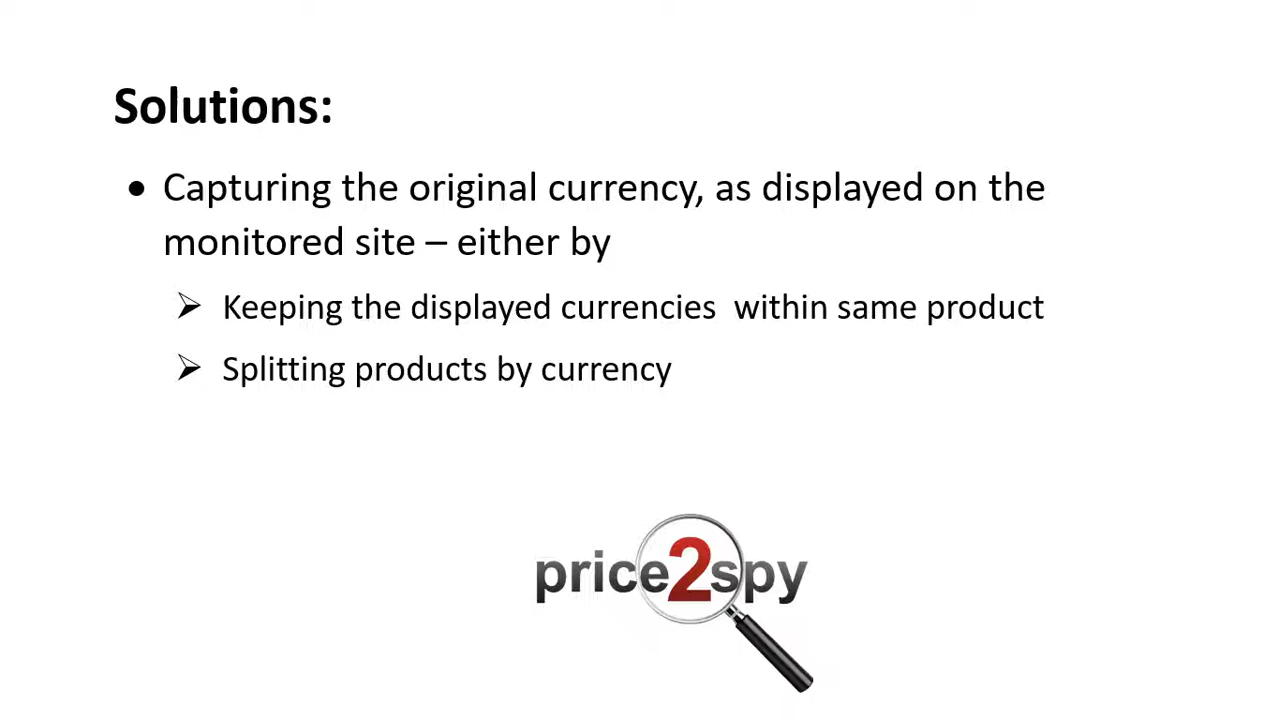 Solutions:
• Capturing the original currency, as displayed on the
monitored site – either by
➢ Keeping the displayed currencies  within same product
➢ Splitting products by currency
price2spy